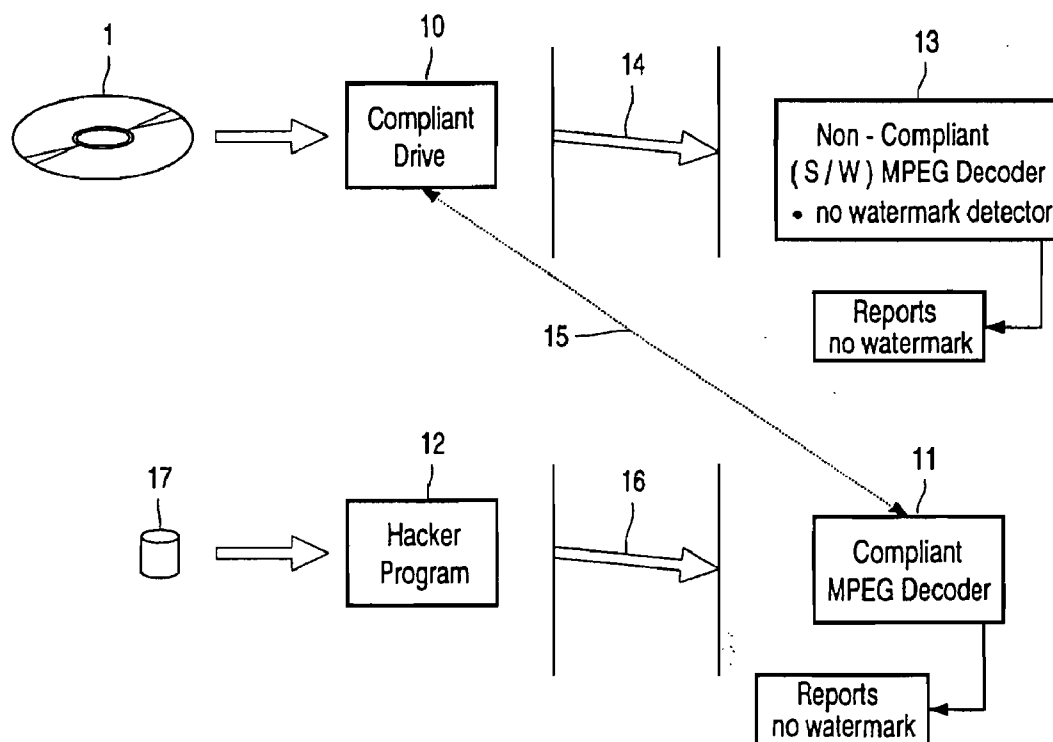 1
10
Compliant
Drive
14
13
Non - Compliant
( S / W ) MPEG Decoder
• no watermark detector
Reports
no watermark
15
17
12
Hacker
Program
16
11
Compliant
MPEG Decoder
Reports
no watermark